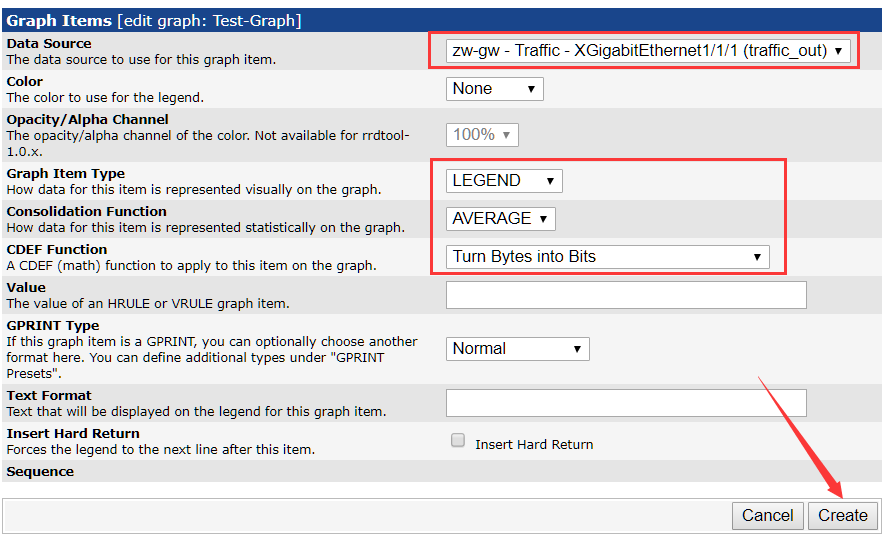 Graph Items [edit graph: Test-Graph]
Data Source
The data source to use for this graph item.
zw-gw - Traffic - XGigabitEthernet1/1/1 (traffic_out)
Color
The color to use for the legend.
None
Opacity/Alpha Channel
The opacity/alpha channel of the color. Not available for rrdtool-
1.0.x.
100%
Graph Item Type
How data for this item is represented visually on the graph.
LEGEND
Consolidation Function
How data for this item is represented statistically on the graph.
AVERAGE
CDEF Function
A CDEF (math) function to apply to this item on the graph.
Turn Bytes into Bits
Value
The value of an HRULE or VRULE graph item.
GPRINT Type
If this graph item is a GPRINT, you can optionally choose another
format here. You can define additional types under "GPRINT
Presets".
Normal
Text Format
Text that will be displayed on the legend for this graph item.
Insert Hard Return
Forces the legend to the next line after this item.
Insert Hard Return
Sequence
Cancel
Create